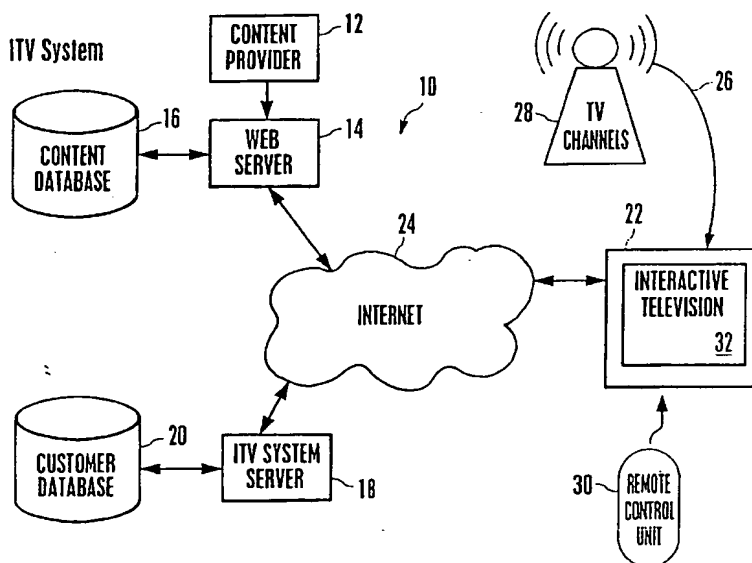 ITV System
12
CONTENT
PROVIDER
10
16
CONTENT
DATABASE
14
WEB
SERVER
28
TV
CHANNELS
26
24
INTERNET
22
INTERACTIVE
TELEVISION
32
20
CUSTOMER
DATABASE
ITV SYSTEM
SERVER
18
30
REMOTE
CONTROL
UNIT